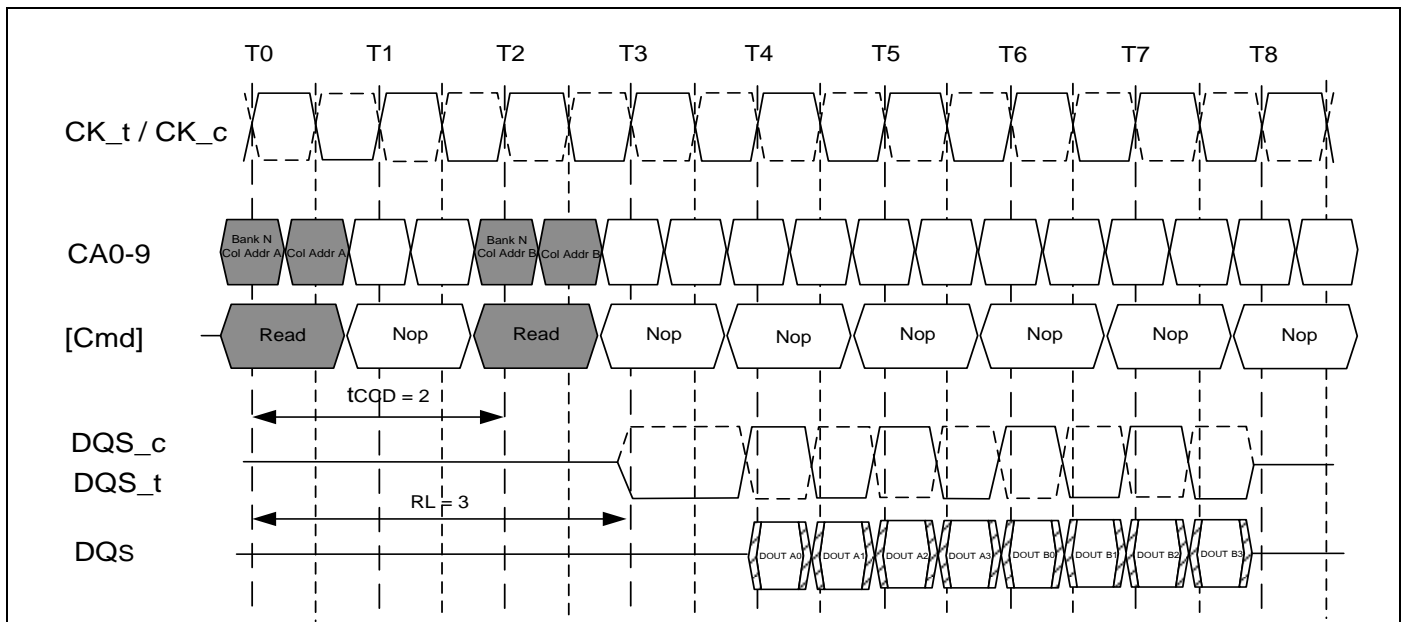 T0 T1 T2 T3 T4 T5 T6 T7 T8
CK_t / CK_c
CA0-9
Bank N
Col Addr A
Col Addr A
Bank N
Col Addr B
Col Addr B
[Cmd]
Read Nop Read Nop Nop Nop Nop Nop Nop
tCCD = 2
DQS_c
DQS_t
RL = 3
DQs
DOUT A0 DOUT A1 DOUT A2 DOUT A3 DOUT B0 DOUT B1 DOUT B2 DOUT B3